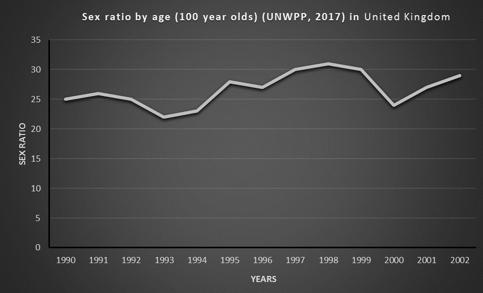 Sex ratio by age (100 year olds) (UNWPP, 2017) in United Kingdom
35
30
25
20
15
10
5
0
SEX RATIO
1990 1991 1992 1993 1994 1995 1996 1997 1998 1999 2000 2001 2002
YEARS